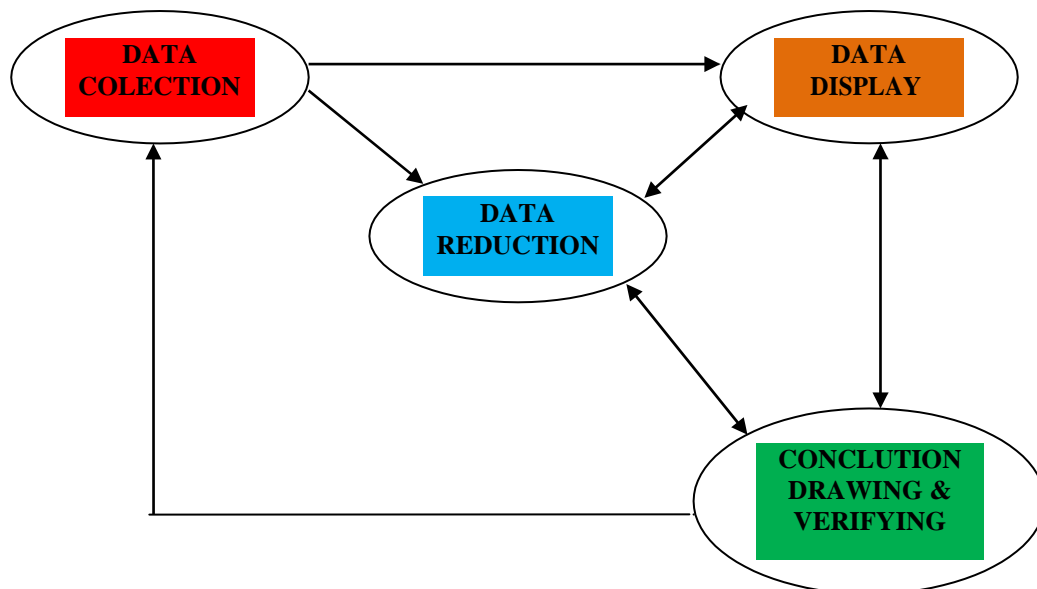 DATA
COLECTION
DATA
DISPLAY
DATA
REDUCTION
CONCLUTION
DRAWING &
VERIFYING